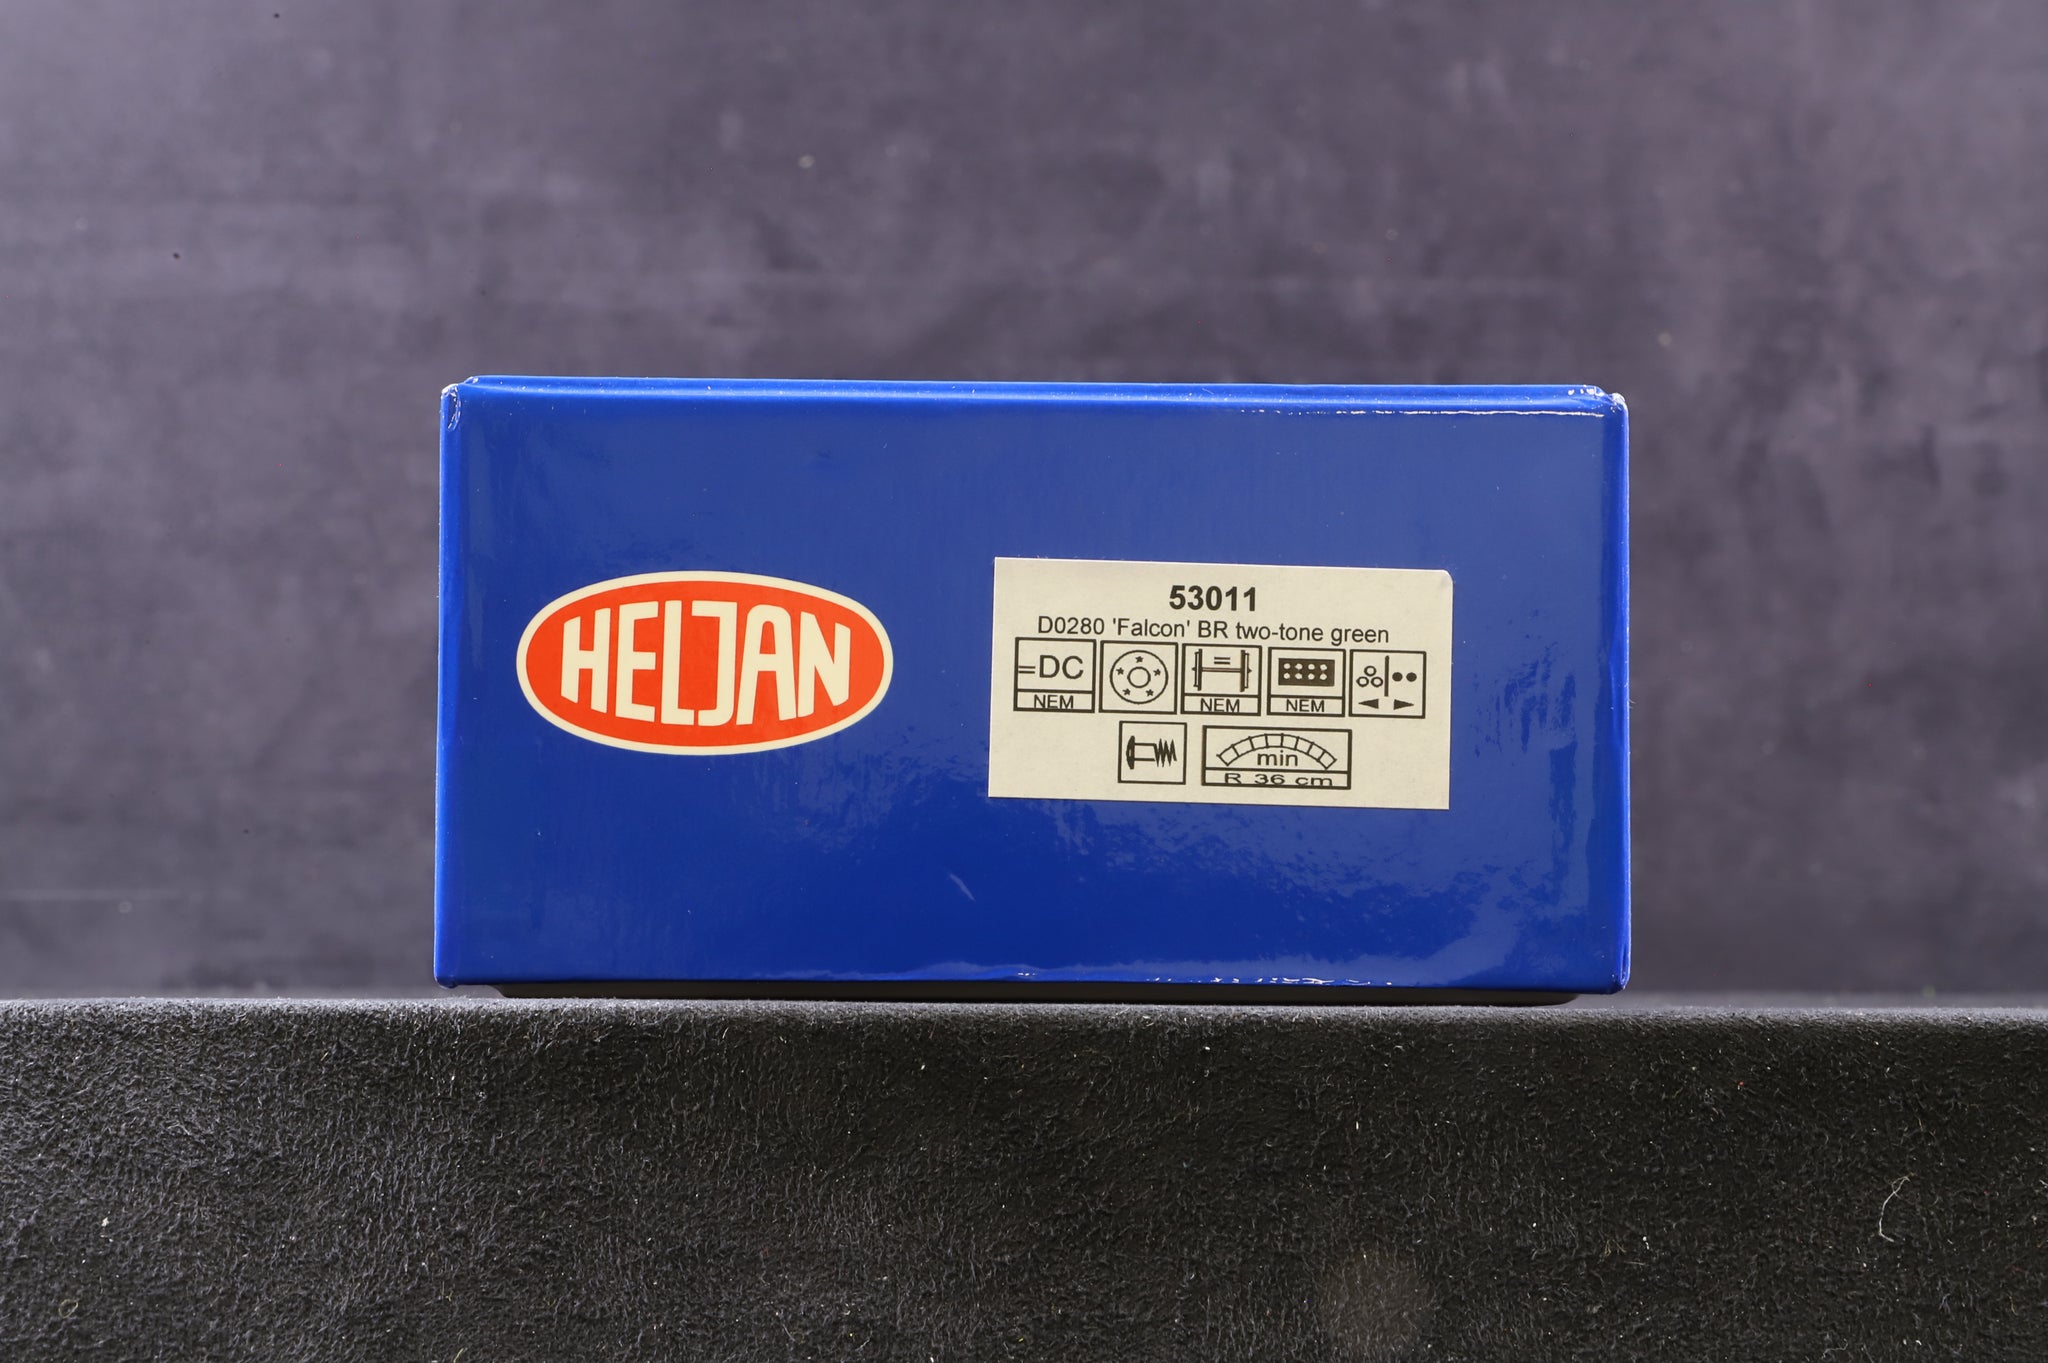 HELJAN
53011
D0280 'Falcon' BR two-tone green
=DC
NEM
NEM
NEM
min
R 36 cm